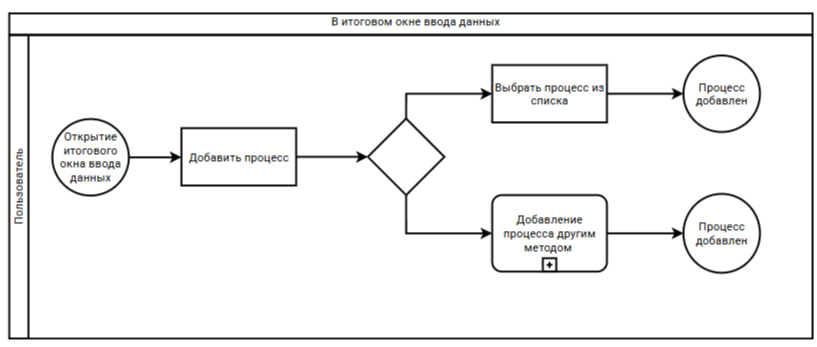 В итоговом окне ввода данных
Пользователь
Открытие
итогового
окна ввода
данных
Добавить процесс
Выбрать процесс из
списка
Процесс
добавлен
Добавление
процесса другим
методом
Процесс
добавлен